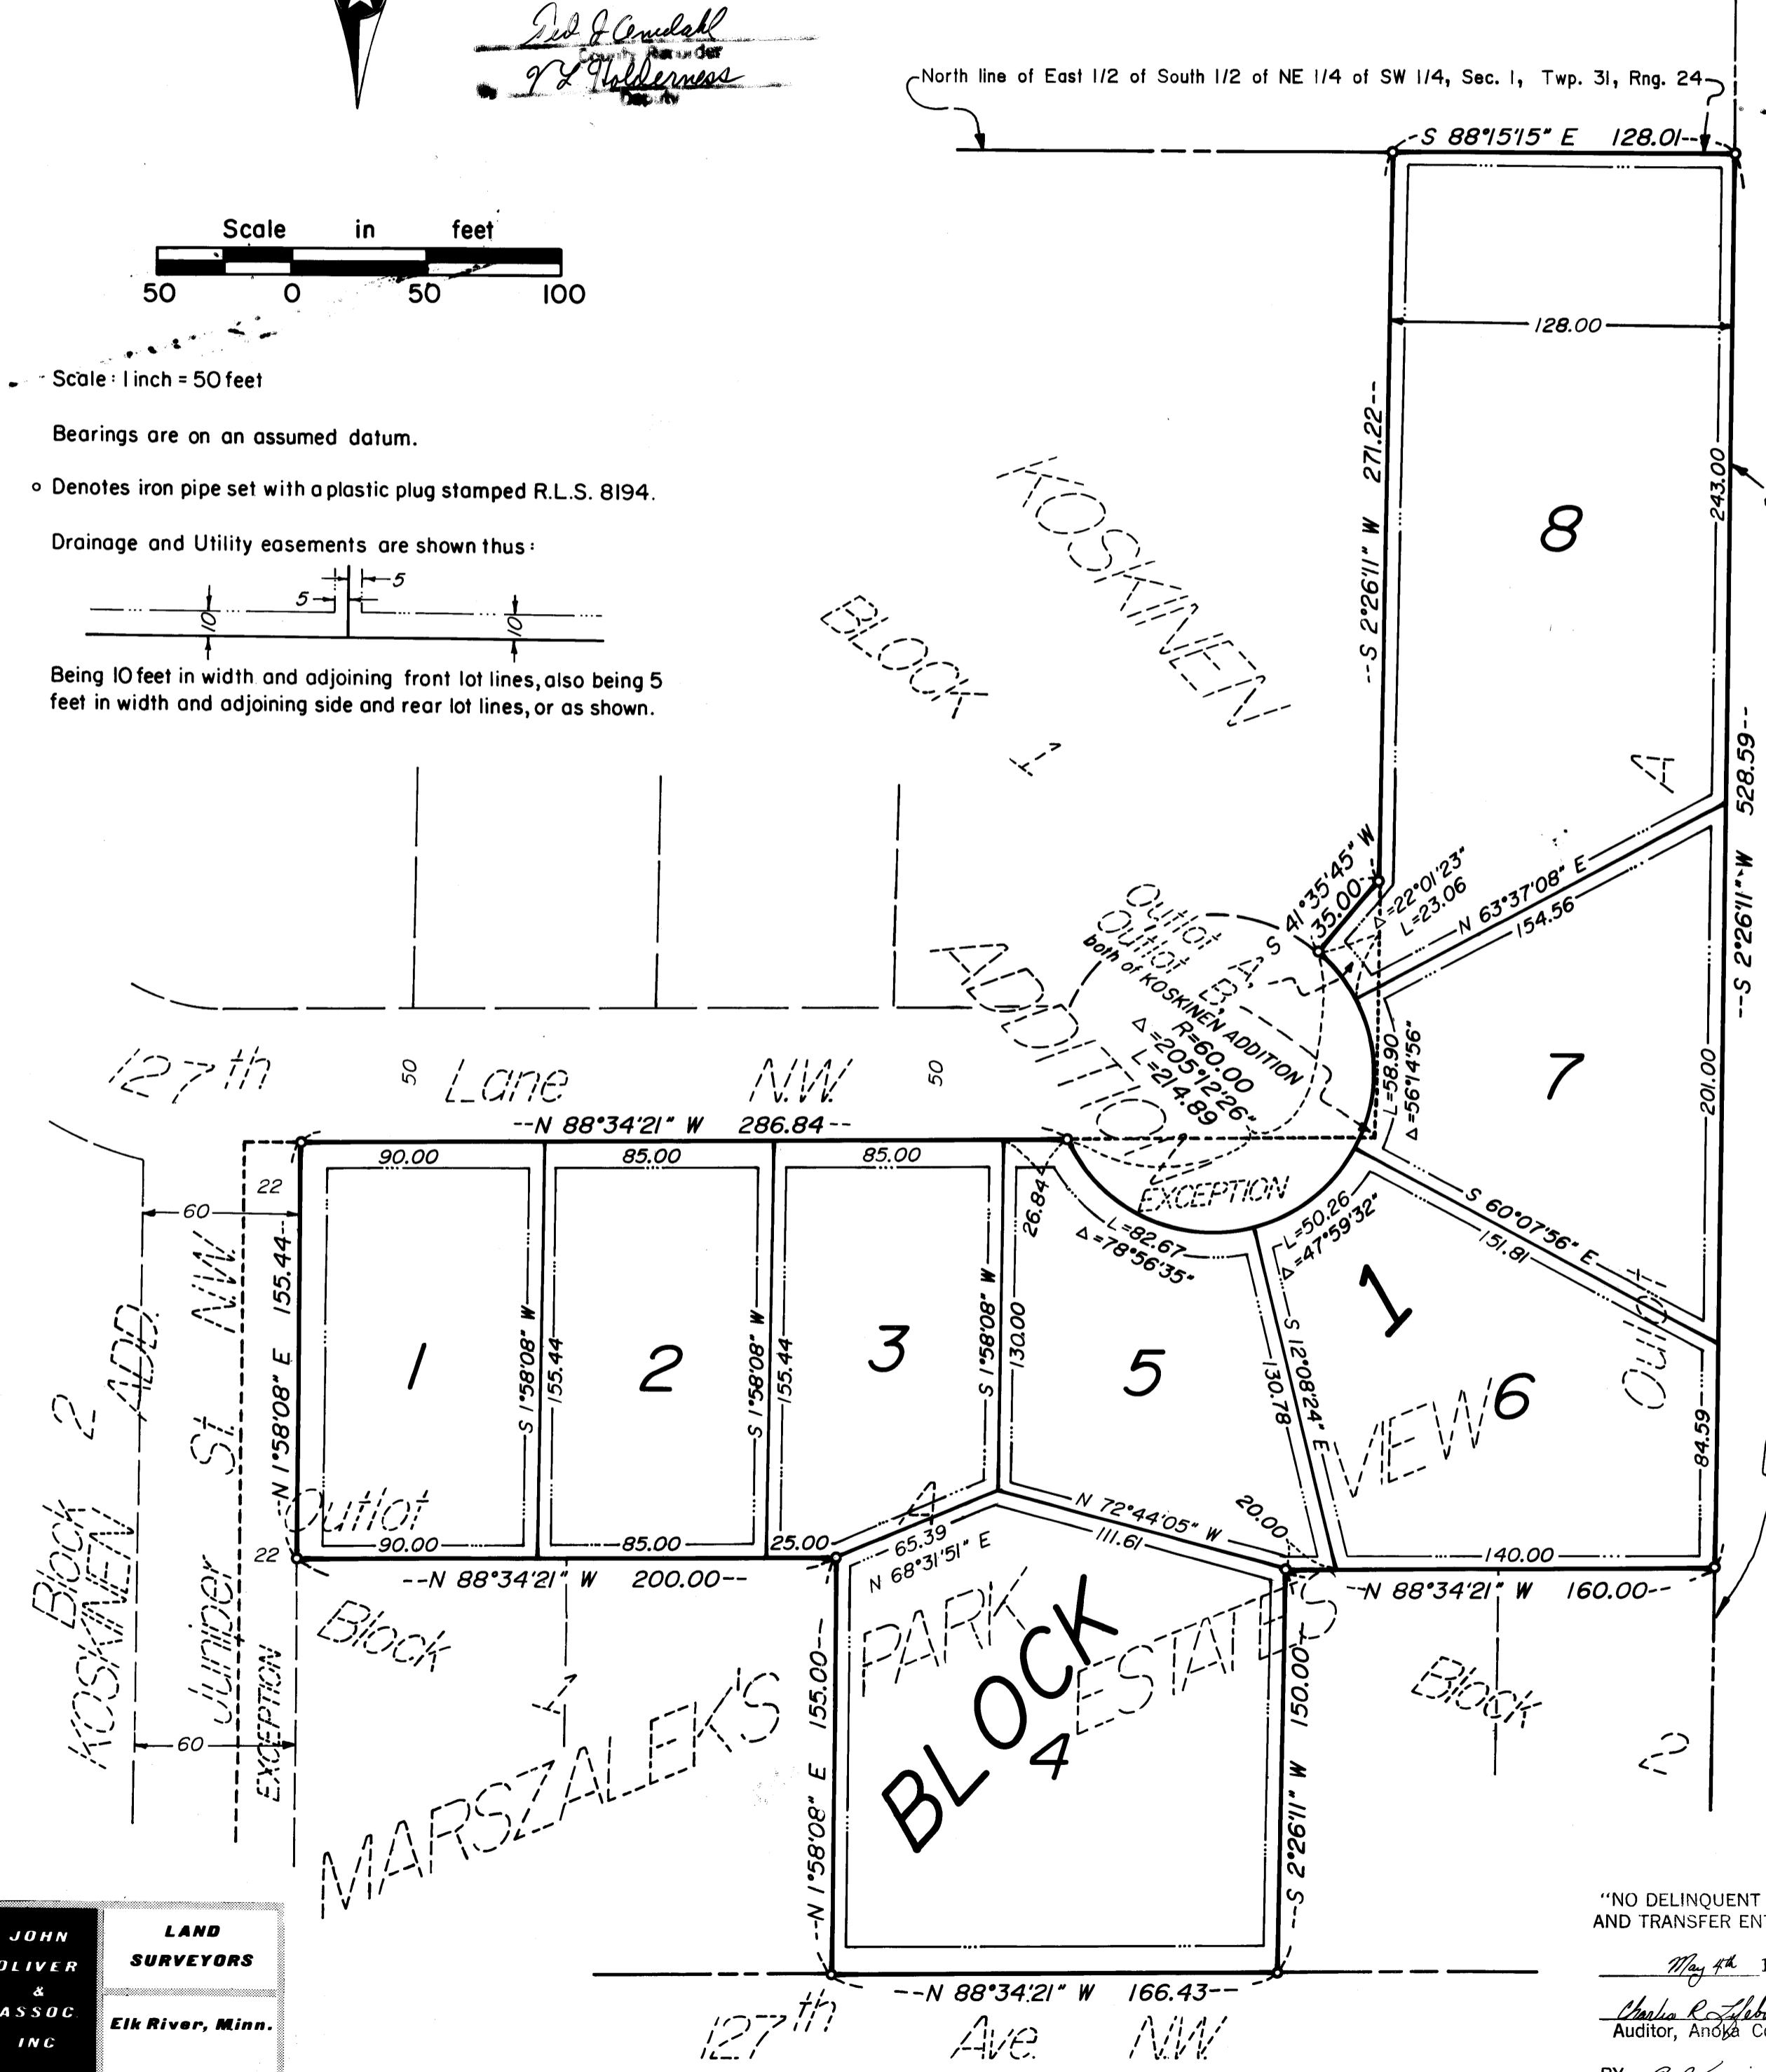 Ted J Omdahl
County Recorder
V L Holderness
Deputy
North line of East 1/2 of South 1/2 of NE 1/4 of SW 1/4, Sec. 1, Twp. 31, Rng. 24
S 88°15'15" E 128.01
Scale in feet
50 0 50 100
Scale : 1 inch = 50 feet
Bearings are on an assumed datum.
Denotes iron pipe set with a plastic plug stamped R.L.S. 8194.
Drainage and Utility easements are shown thus :
5
5
10
10
Being 10 feet in width and adjoining front lot lines, also being 5
feet in width and adjoining side and rear lot lines, or as shown.
128.00
S 2°26'11" W 271.22
243.00
8
KOSKINEN
BLOCK 1
ADDITION
A
S 2°26'11" W 528.59
S 41°35'45" W
35.00
Δ=22°01'23"
L=23.06
N 63°37'08" E
154.56
Outlot A,
Outlot B,
both of KOSKINEN ADDITION
R=60.00
Δ=205°12'26"
L=214.89
L=58.90
Δ=56°14'56"
7
201.00
127th Lane N.W.
50
50
N 88°34'21" W 286.84
90.00
85.00
85.00
22
60
26.84
EXCEPTION
L=82.67
Δ=78°56'35"
L=50.26
Δ=47°59'32"
S 60°07'56" E
151.81
N 1°58'08" E 155.44
S 1°58'08" W
155.44
S 1°58'08" W
155.44
S 1°58'08" W
130.00
1
2
3
5
1
6
S 12°08'24" E
130.78
84.59
Outlot
VIEW
Outlot A
90.00
85.00
25.00
65.39
N 68°31'51" E
N 72°44'05" W
111.61
20.00
140.00
22
N 88°34'21" W 200.00
N 88°34'21" W 160.00
Block 2
KOSKINEN ADD.
Juniper St. N.W.
EXCEPTION
60
Block 1
MARSZALEK'S
PARK
ESTATES
BLOCK
4
Block 2
N 1°58'08" E 155.00
S 2°26'11" W 150.00
N 88°34'21" W 166.43
127th Ave. N.W.
JOHN
OLIVER
&
ASSOC.
INC
LAND
SURVEYORS
Elk River, Minn.
"NO DELINQUENT
AND TRANSFER ENT
May 4th 1
Charles R.
Auditor, Anoka Co
BY